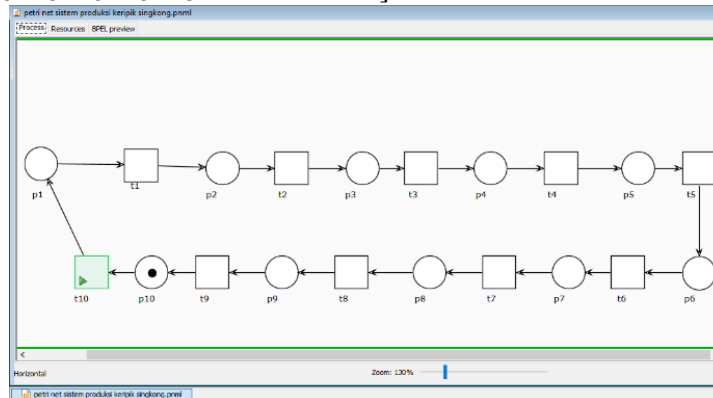 petri net sistem produksi keripik singkong.pnml
Process Resources BPEL preview
p1 t1 p2 t2 p3 t3 p4 t4 p5 t5
t10 p10 t9 p9 t8 p8 t7 p7 t6 p6
<
Horizontal Zoom: 130%
petri net sistem produksi keripik singkong.pnml